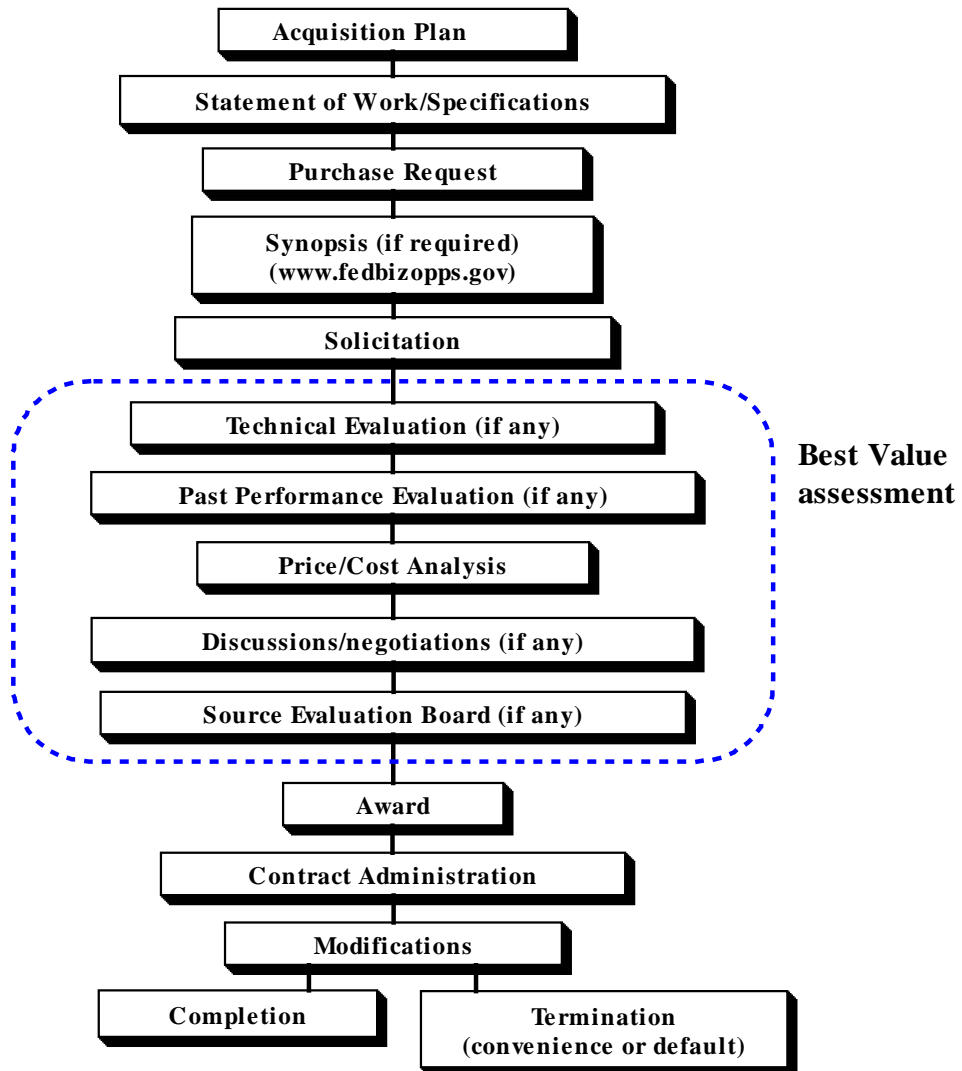 Acquisition Plan
Statement of Work/Specifications
Purchase Request
Synopsis (if required)
(www.fedbizopps.gov)
Solicitation
Technical Evaluation (if any)
Past Performance Evaluation (if any)
Price/Cost Analysis
Discussions/negotiations (if any)
Source Evaluation Board (if any)
Best Value
assessment
Award
Contract Administration
Modifications
Completion
Termination
(convenience or default)